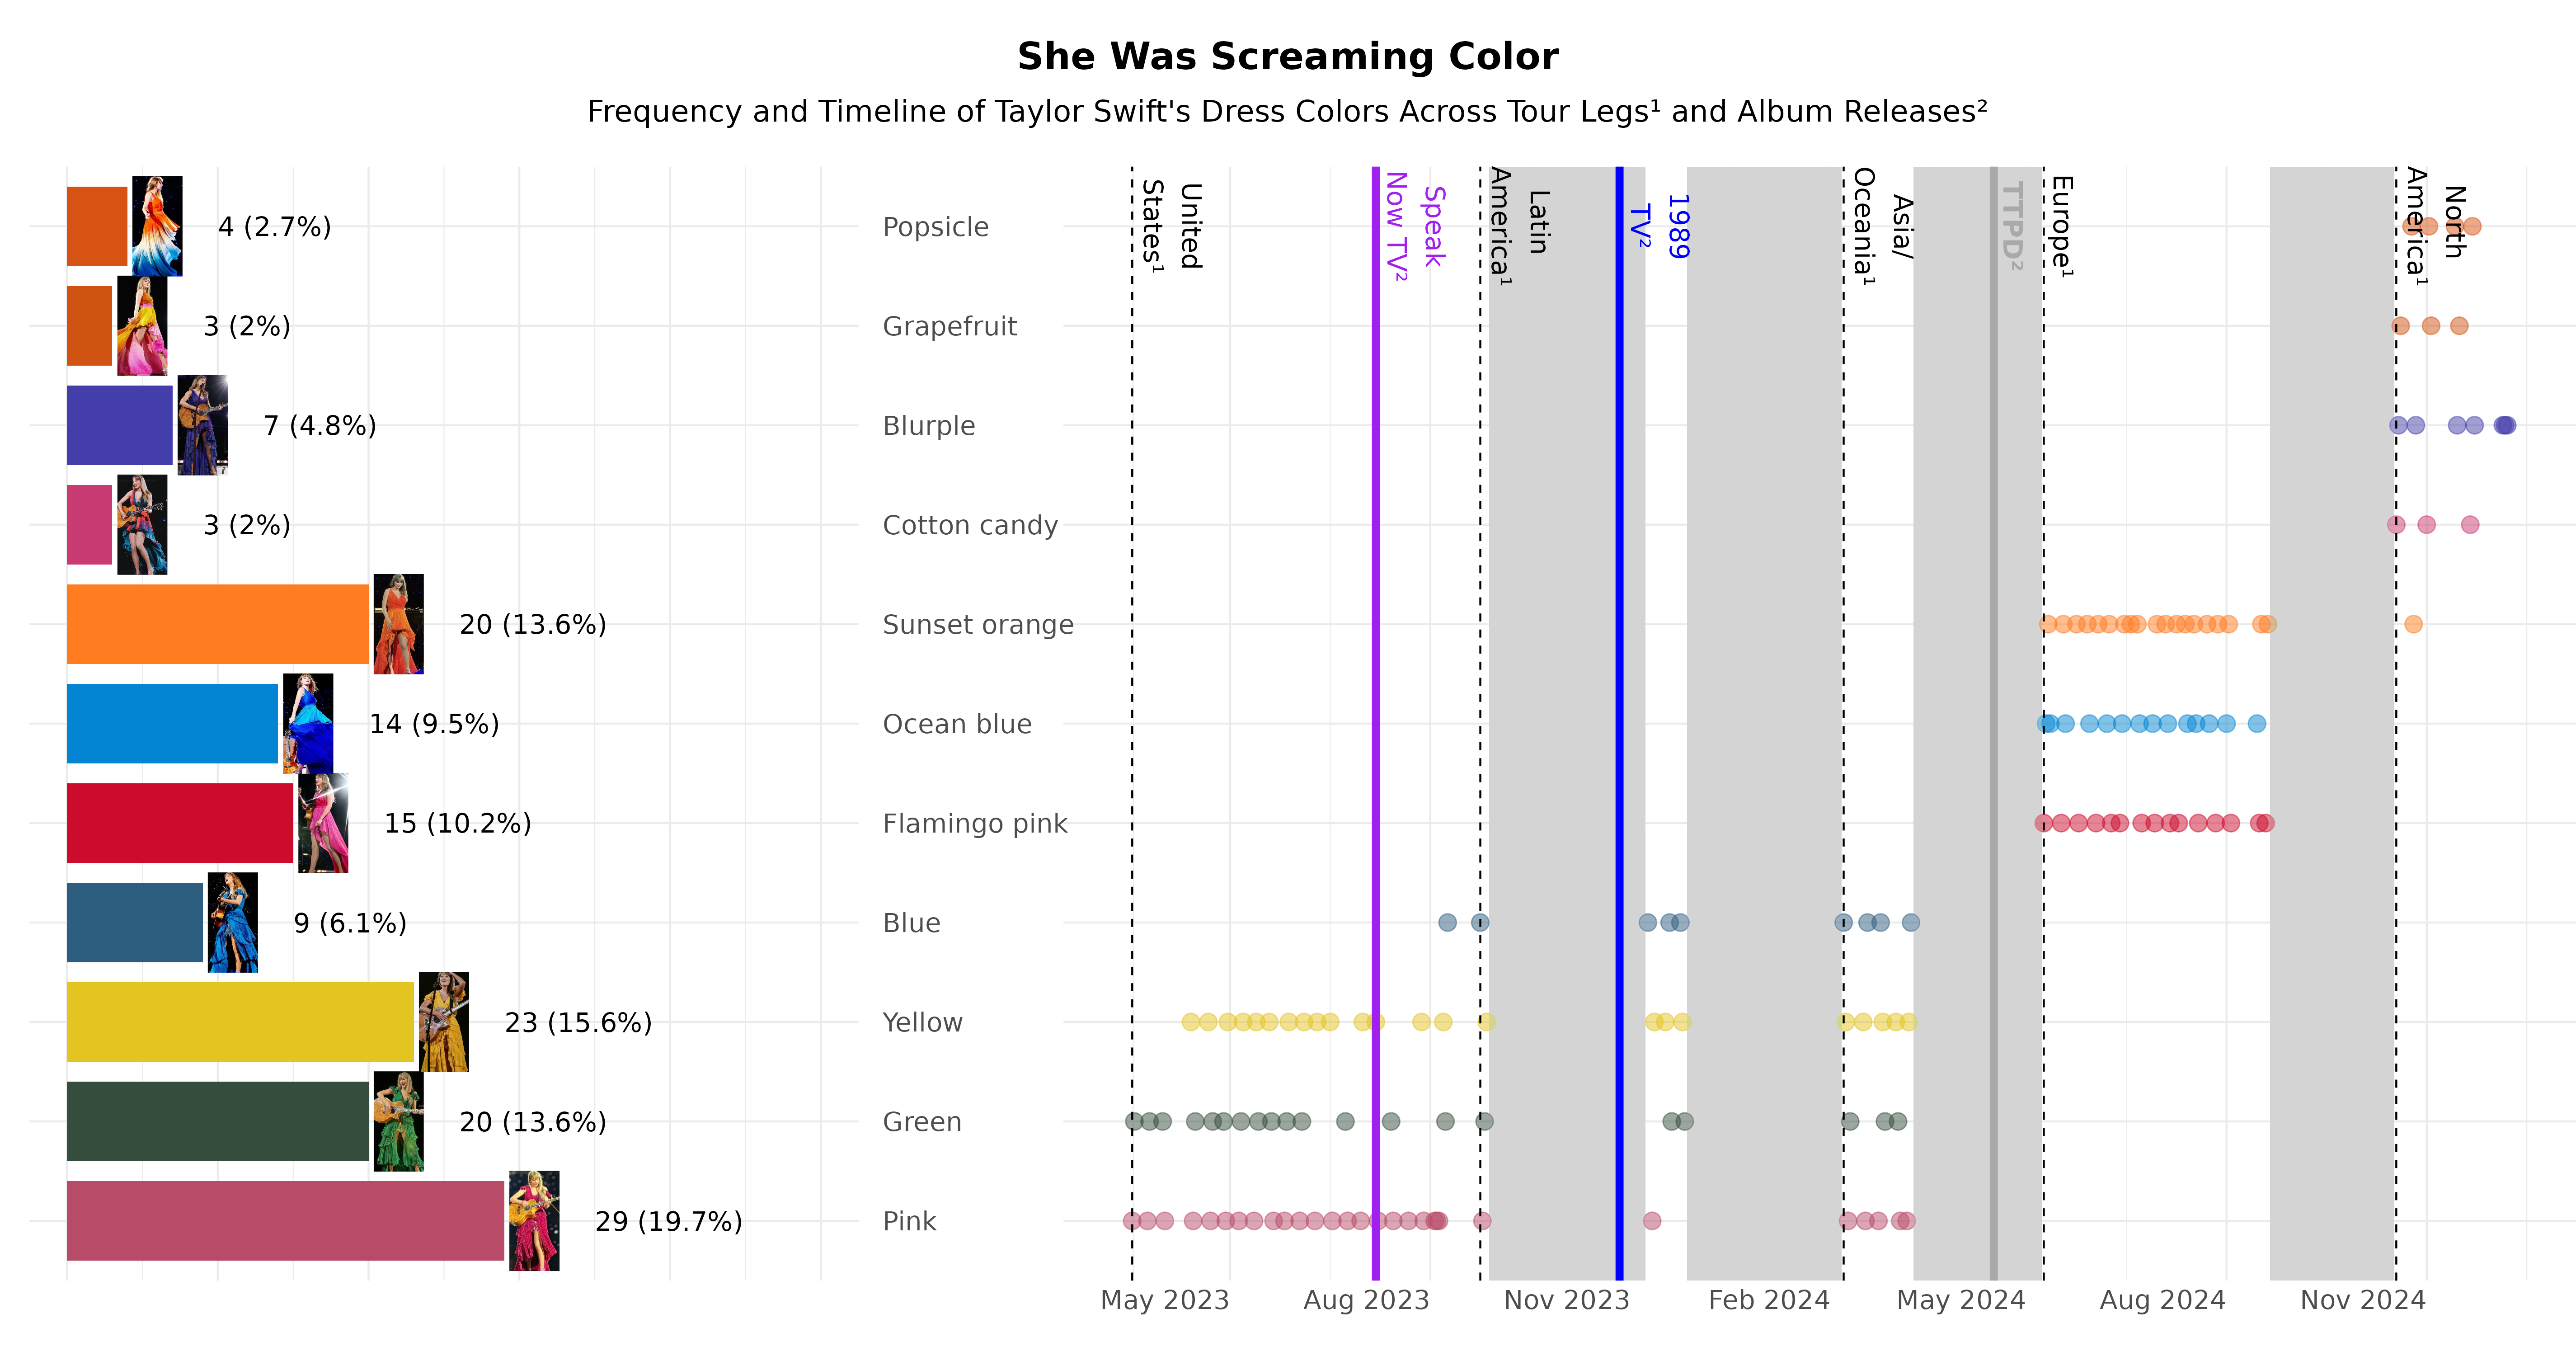 She Was Screaming Color
Frequency and Timeline of Taylor Swift's Dress Colors Across Tour Legs¹ and Album Releases²
United
States¹
Speak
Now TV²
Latin
America¹
1989
TV²
Asia/
Oceania¹
TTPD²
Europe¹
North
America¹
4 (2.7%)
Popsicle
3 (2%)
Grapefruit
7 (4.8%)
Blurple
3 (2%)
Cotton candy
20 (13.6%)
Sunset orange
14 (9.5%)
Ocean blue
15 (10.2%)
Flamingo pink
9 (6.1%)
Blue
23 (15.6%)
Yellow
20 (13.6%)
Green
29 (19.7%)
Pink
May 2023
Aug 2023
Nov 2023
Feb 2024
May 2024
Aug 2024
Nov 2024